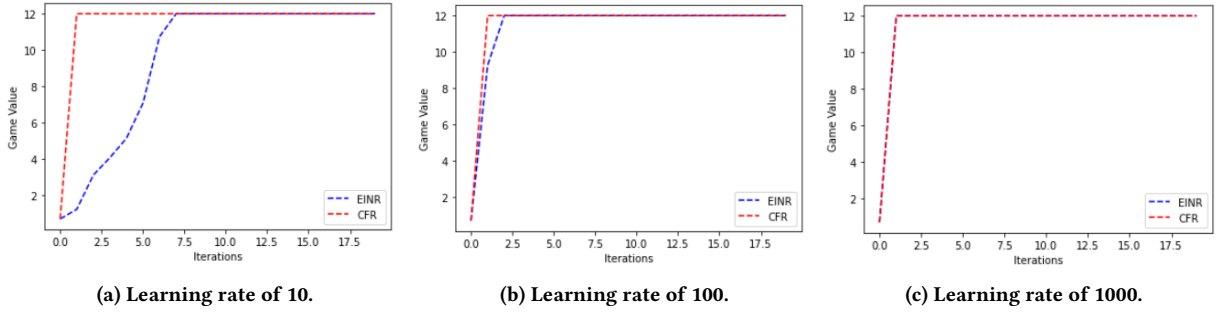 12
10
8
6
4
2
Game Value
EINR
CFR
0.0 2.5 5.0 7.5 10.0 12.5 15.0 17.5
Iterations
(a) Learning rate of 10.
12
10
8
6
4
2
Game Value
EINR
CFR
0.0 2.5 5.0 7.5 10.0 12.5 15.0 17.5
Iterations
(b) Learning rate of 100.
12
10
8
6
4
2
Game Value
EINR
CFR
0.0 2.5 5.0 7.5 10.0 12.5 15.0 17.5
Iterations
(c) Learning rate of 1000.